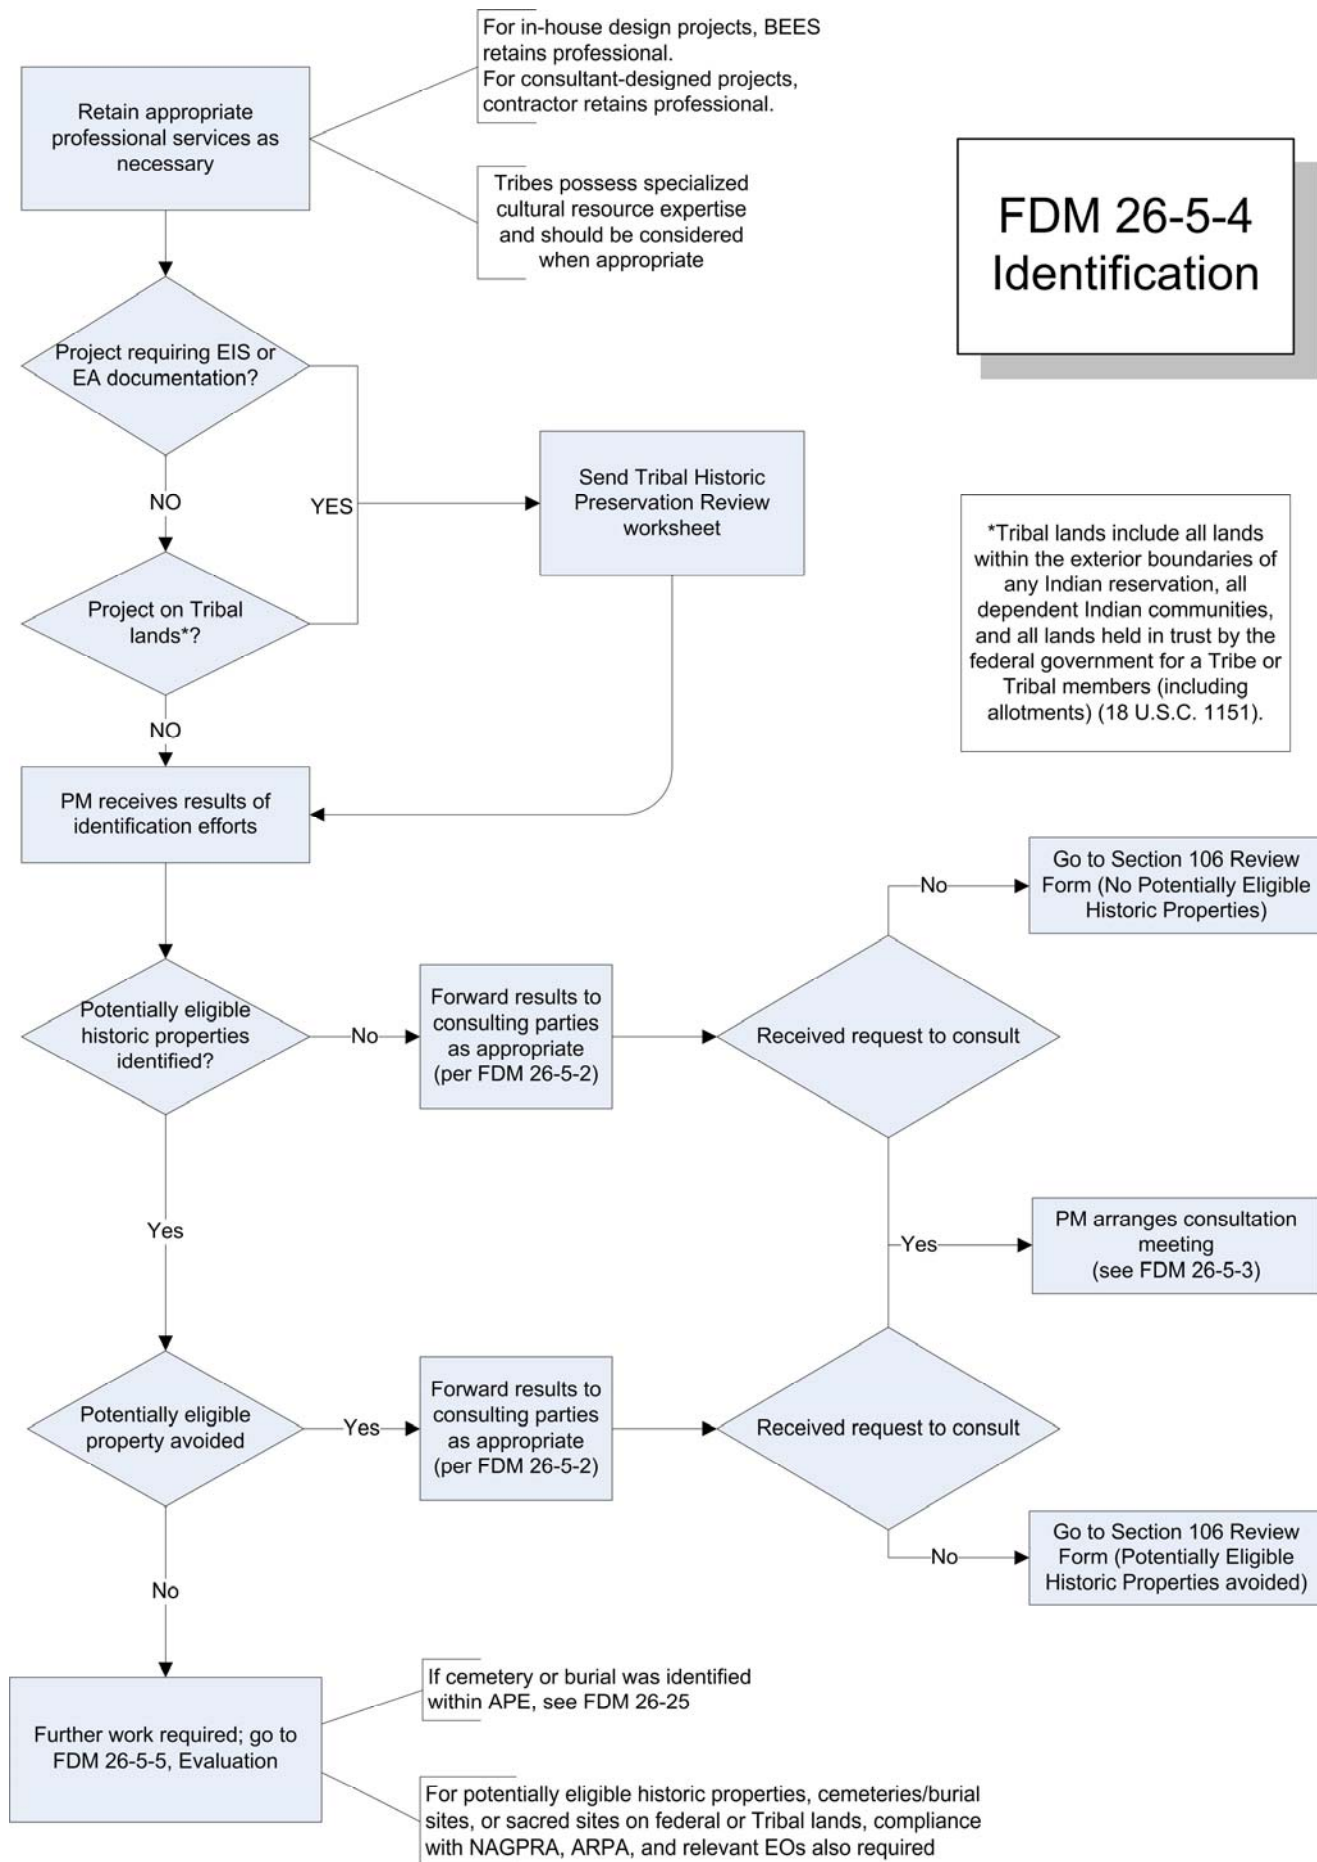 For in-house design projects, BEES
retains professional.
For consultant-designed projects,
contractor retains professional.
Retain appropriate
professional services as
necessary
Tribes possess specialized
cultural resource expertise
and should be considered
when appropriate
FDM 26-5-4
Identification
Project requiring EIS or
EA documentation?
NO
YES
Send Tribal Historic
Preservation Review
worksheet
*Tribal lands include all lands
within the exterior boundaries of
any Indian reservation, all
dependent Indian communities,
and all lands held in trust by the
federal government for a Tribe or
Tribal members (including
allotments) (18 U.S.C. 1151).
Project on Tribal
lands*?
NO
PM receives results of
identification efforts
Go to Section 106 Review
Form (No Potentially Eligible
Historic Properties)
No
Potentially eligible
historic properties
identified?
No
Forward results to
consulting parties
as appropriate
(per FDM 26-5-2)
Received request to consult
Yes
Yes
PM arranges consultation
meeting
(see FDM 26-5-3)
Potentially eligible
property avoided
Yes
Forward results to
consulting parties
as appropriate
(per FDM 26-5-2)
Received request to consult
No
Go to Section 106 Review
Form (Potentially Eligible
Historic Properties avoided)
No
Further work required; go to
FDM 26-5-5, Evaluation
If cemetery or burial was identified
within APE, see FDM 26-25
For potentially eligible historic properties, cemeteries/burial
sites, or sacred sites on federal or Tribal lands, compliance
with NAGPRA, ARPA, and relevant EOs also required